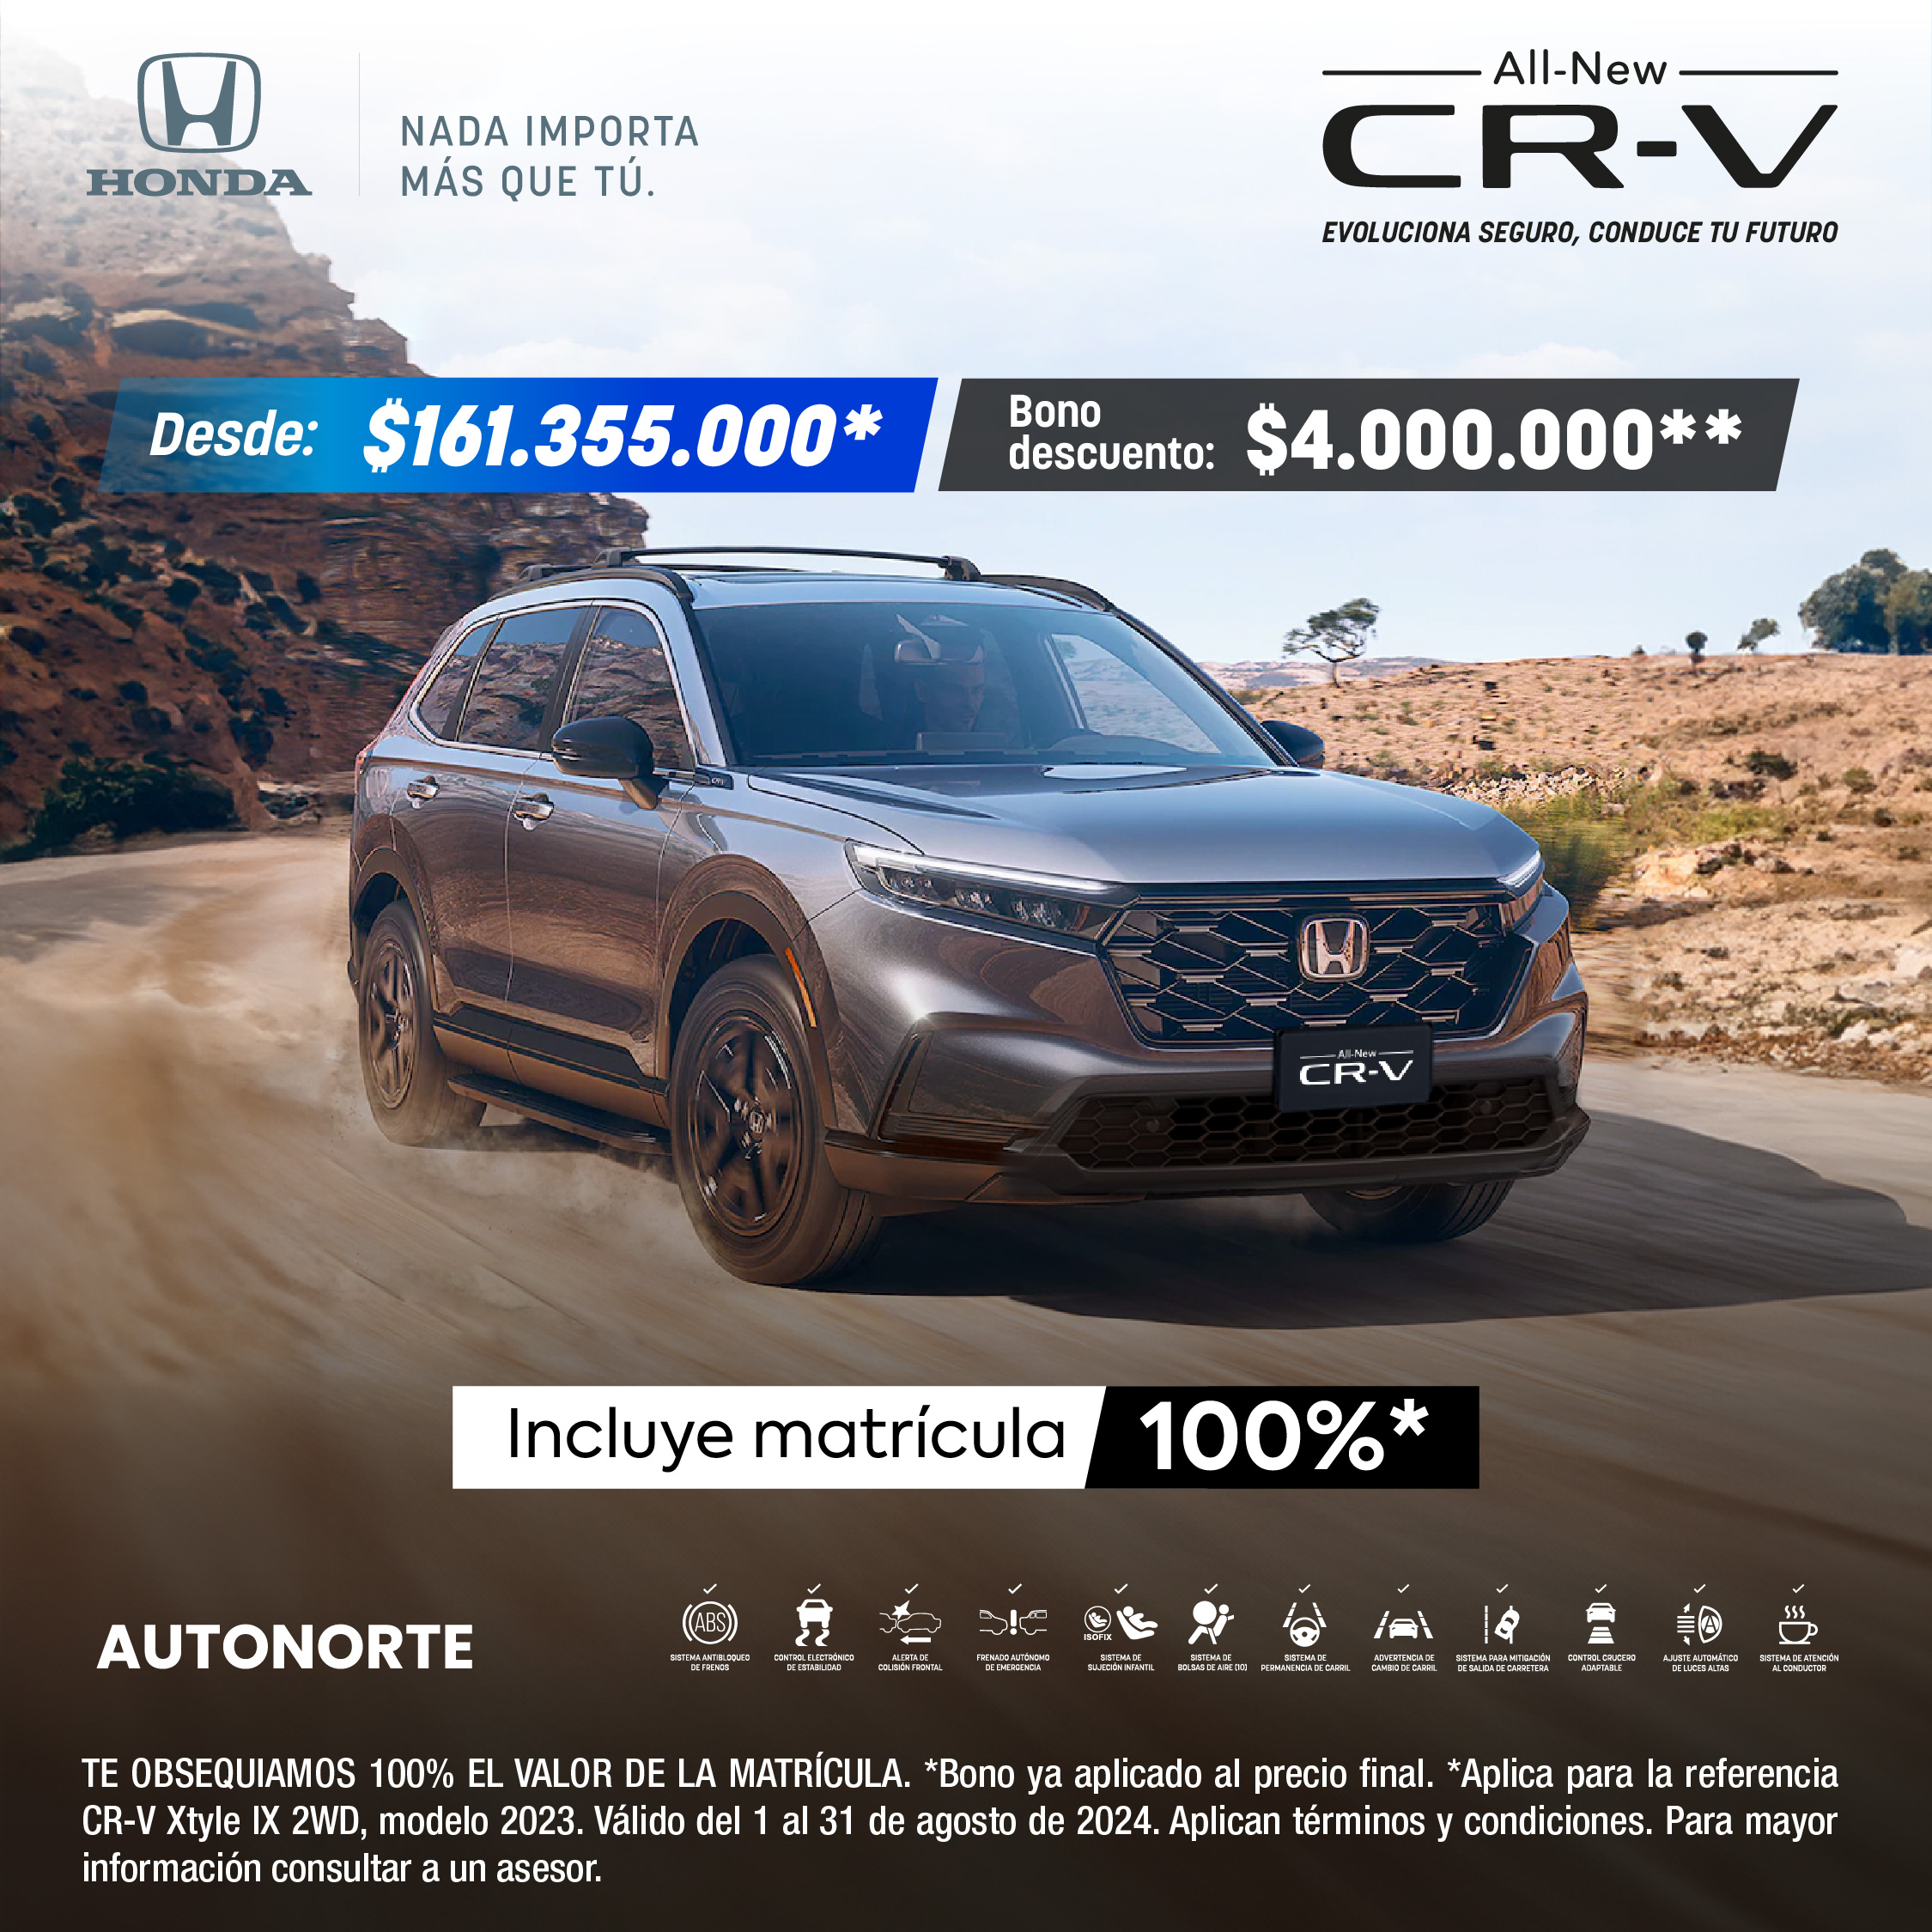 HONDA
NADA IMPORTA
MÁS QUE TÚ.
All-New
CR-V
EVOLUCIONA SEGURO, CONDUCE TU FUTURO
Desde: $161.355.000*
Bono
descuento: $4.000.000**
All-New
CR-V
Incluye matrícula 100%*
AUTONORTE
ABS
SISTEMA ANTIBLOQUEO
DE FRENOS
CONTROL ELECTRÓNICO
DE ESTABILIDAD
ALERTA DE
COLISIÓN FRONTAL
FRENADO AUTÓNOMO
DE EMERGENCIA
ISOFIX
SISTEMA DE
SUJECIÓN INFANTIL
SISTEMA DE
BOLSAS DE AIRE [10]
SISTEMA DE
PERMANENCIA DE CARRIL
ADVERTENCIA DE
CAMBIO DE CARRIL
SISTEMA PARA MITIGACIÓN
DE SALIDA DE CARRETERA
CONTROL CRUCERO
ADAPTABLE
A
AJUSTE AUTOMÁTICO
DE LUCES ALTAS
SISTEMA DE ATENCIÓN
AL CONDUCTOR
TE OBSEQUIAMOS 100% EL VALOR DE LA MATRÍCULA. *Bono ya aplicado al precio final. *Aplica para la referencia
CR-V Xtyle IX 2WD, modelo 2023. Válido del 1 al 31 de agosto de 2024. Aplican términos y condiciones. Para mayor
información consultar a un asesor.